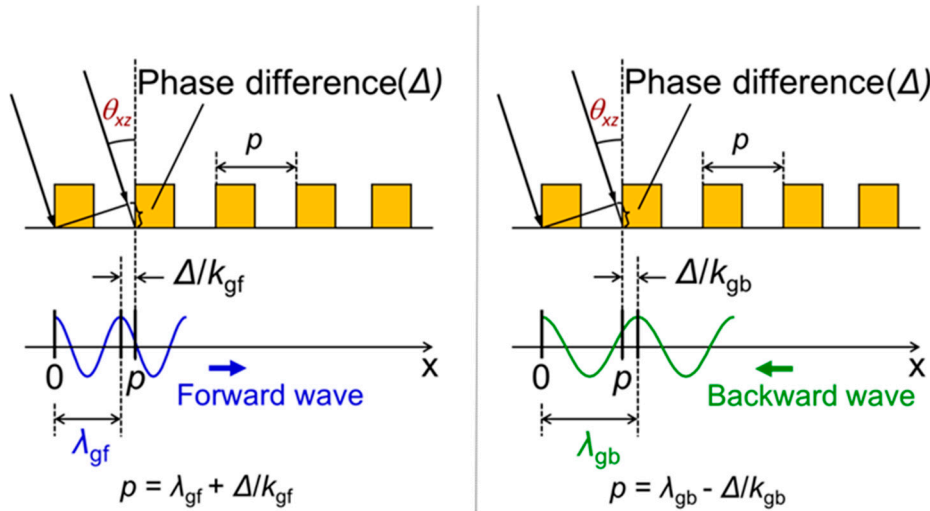 Phase difference(Δ)
θxz
p
Δ/kgf
0
p
x
Forward wave
λgf
p = λgf + Δ/kgf
Phase difference(Δ)
θxz
p
Δ/kgb
0
p
x
Backward wave
λgb
p = λgb - Δ/kgb